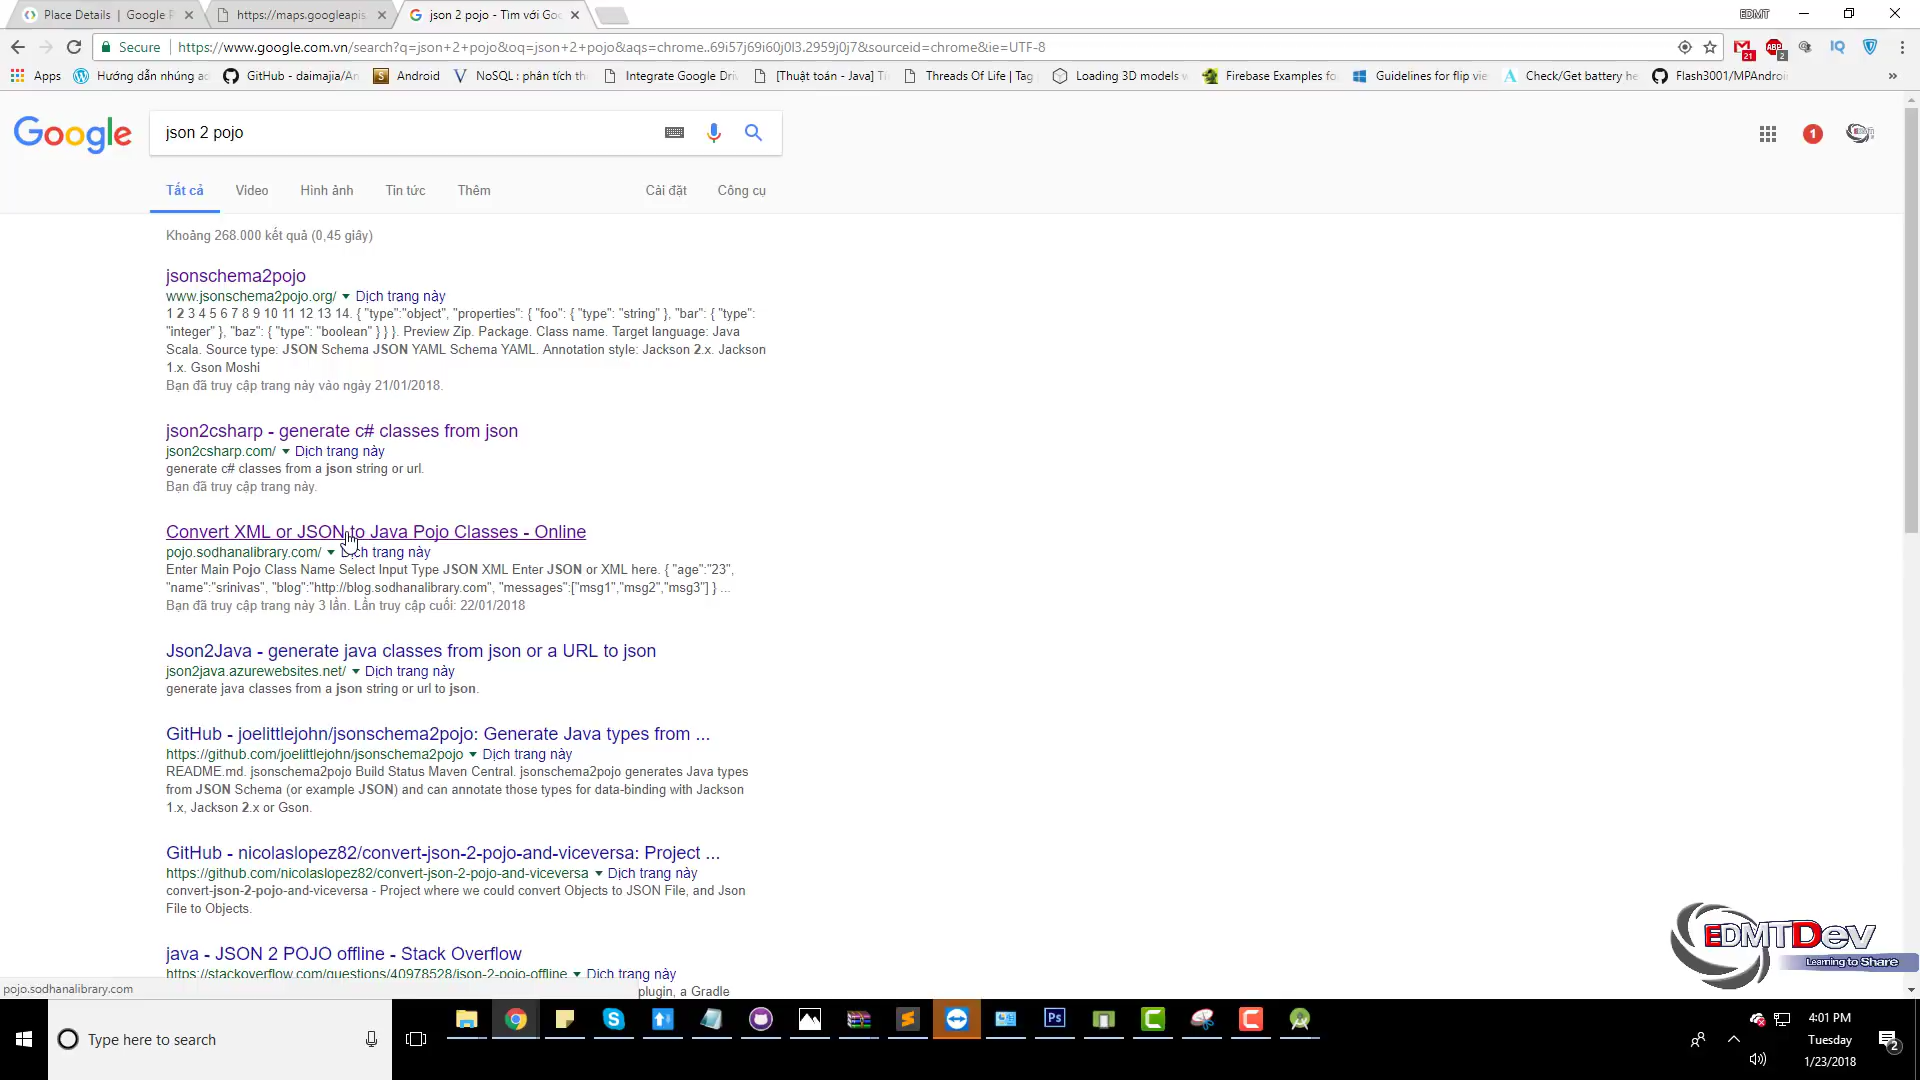 Place Details | Google P
https://maps.googleapis.
json 2 pojo - Tìm với Goo
EDMT
Secure
https://www.google.com.vn/search?q=json+2+pojo&oq=json+2+pojo&aqs=chrome..69i57j69i60j0l3.2959j0j7&sourceid=chrome&ie=UTF-8
21
ABP
2
IQ
Apps
Hướng dẫn nhúng ad
GitHub - daimajia/An
Android
NoSQL : phân tích th
Integrate Google Dri
[Thuật toán - Java] T
Threads Of Life | Tag
Loading 3D models
Firebase Examples fo
Guidelines for flip vie
Check/Get battery he
Flash3001/MPAndroi
»
Google
json 2 pojo
1
Tất cả
Video
Hình ảnh
Tin tức
Thêm
Cài đặt
Công cụ
Khoảng 268.000 kết quả (0,45 giây)
jsonschema2pojo
www.jsonschema2pojo.org/ Dịch trang này
1 2 3 4 5 6 7 8 9 10 11 12 13 14. { "type":"object", "properties": { "foo": { "type": "string" }, "bar": { "type":
"integer" }, "baz": { "type": "boolean" } } }. Preview Zip. Package. Class name. Target language: Java
Scala. Source type: JSON Schema JSON YAML Schema YAML. Annotation style: Jackson 2.x. Jackson
1.x. Gson Moshi
Bạn đã truy cập trang này vào ngày 21/01/2018.
json2csharp - generate c# classes from json
json2csharp.com/ Dịch trang này
generate c# classes from a json string or url.
Bạn đã truy cập trang này.
Convert XML or JSON to Java Pojo Classes - Online
pojo.sodhanalibrary.com/ Dịch trang này
Enter Main Pojo Class Name Select Input Type JSON XML Enter JSON or XML here. { "age":"23",
"name":"srinivas", "blog":"http://blog.sodhanalibrary.com", "messages":["msg1","msg2","msg3"] } ...
Bạn đã truy cập trang này 3 lần. Lần truy cập cuối: 22/01/2018
Json2Java - generate java classes from json or a URL to json
json2java.azurewebsites.net/ Dịch trang này
generate java classes from a json string or url to json.
GitHub - joelittlejohn/jsonschema2pojo: Generate Java types from ...
https://github.com/joelittlejohn/jsonschema2pojo Dịch trang này
README.md. jsonschema2pojo Build Status Maven Central. jsonschema2pojo generates Java types
from JSON Schema (or example JSON) and can annotate those types for data-binding with Jackson
1.x, Jackson 2.x or Gson.
GitHub - nicolaslopez82/convert-json-2-pojo-and-viceversa: Project ...
https://github.com/nicolaslopez82/convert-json-2-pojo-and-viceversa Dịch trang này
convert-json-2-pojo-and-viceversa - Project where we could convert Objects to JSON File, and Json
File to Objects.
java - JSON 2 POJO offline - Stack Overflow
https://stackoverflow.com/questions/40978528/json-2-pojo-offline Dịch trang này
plugin, a Gradle
pojo.sodhanalibrary.com
EDMTDev
Learning to Share
Type here to search
Ps
4:01 PM
Tuesday
1/23/2018
2